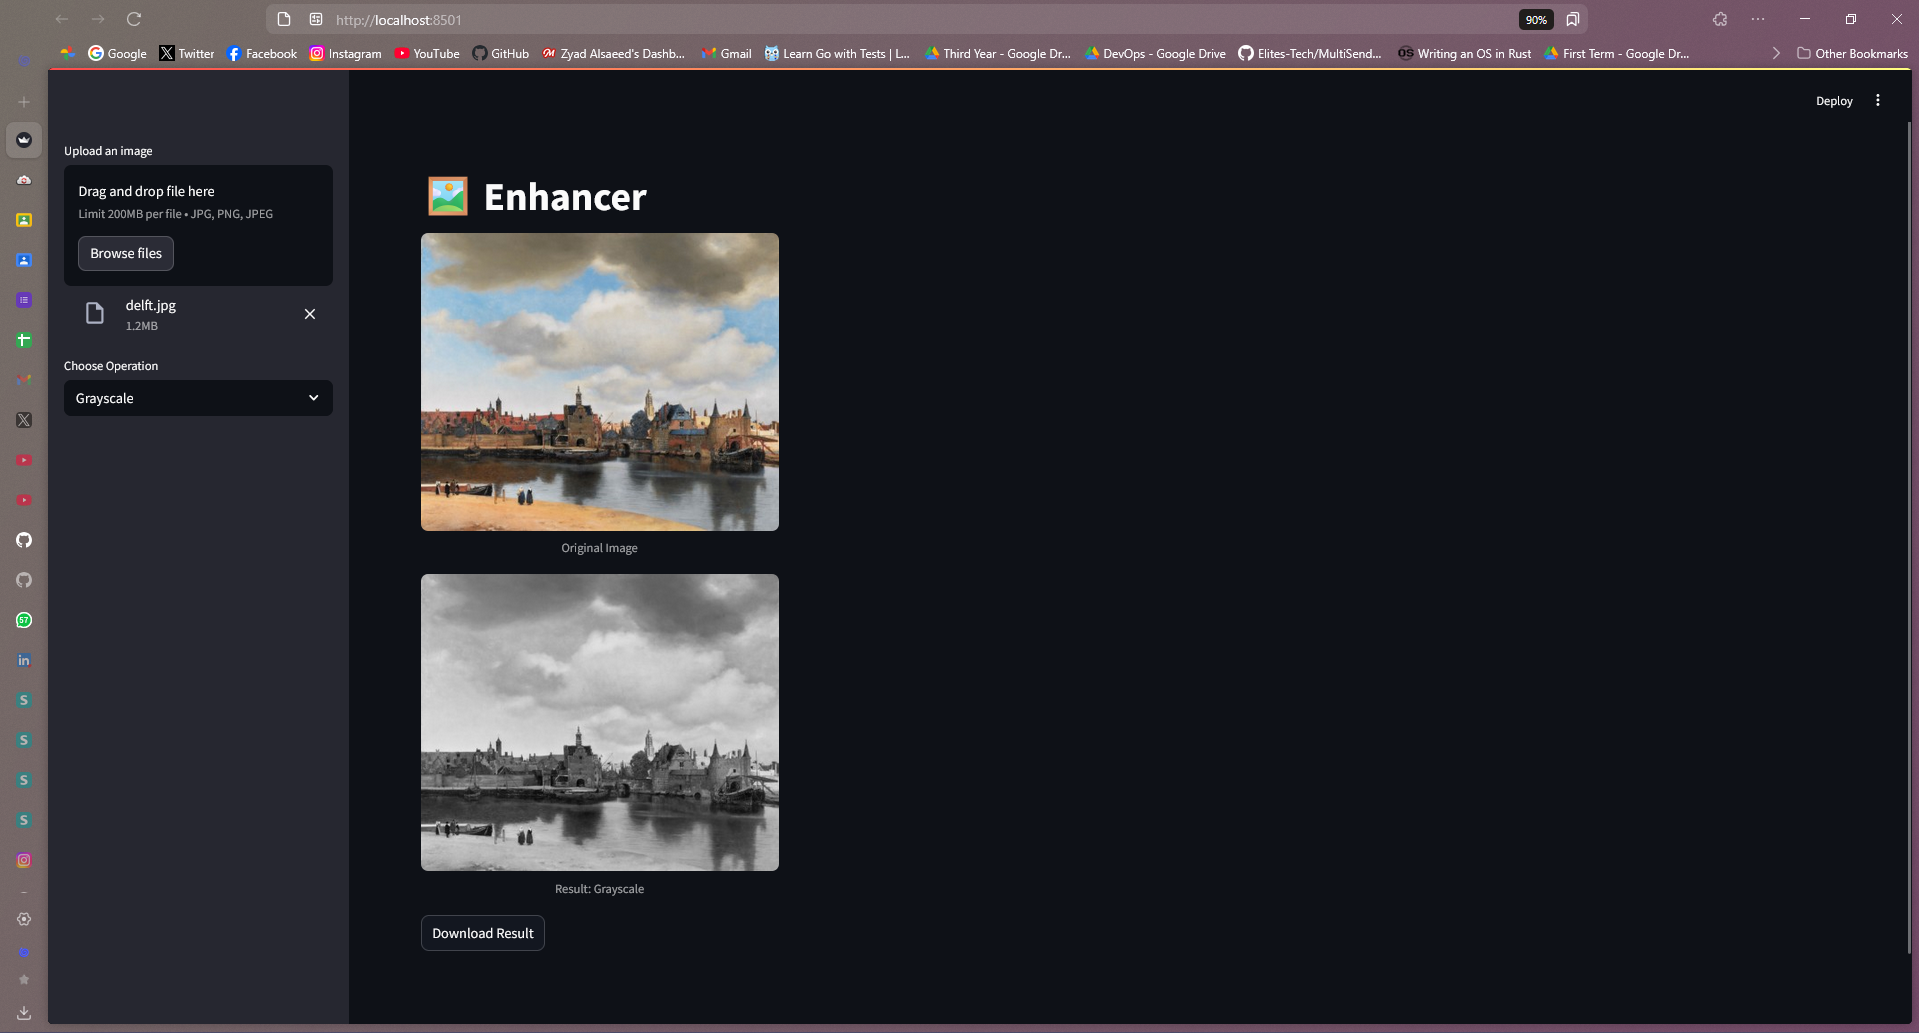 http://localhost:8501
90%
Google
Twitter
Facebook
Instagram
YouTube
GitHub
Zyad Alsaeed's Dashb...
Gmail
Learn Go with Tests | L...
Third Year - Google Dr...
DevOps - Google Drive
Elites-Tech/MultiSend...
OS
Writing an OS in Rust
First Term - Google Dr...
Other Bookmarks
Deploy
Upload an image
Drag and drop file here
Limit 200MB per file • JPG, PNG, JPEG
Browse files
delft.jpg
1.2MB
Choose Operation
Grayscale
57
in
S
S
S
S
Enhancer
Original Image
Result: Grayscale
Download Result